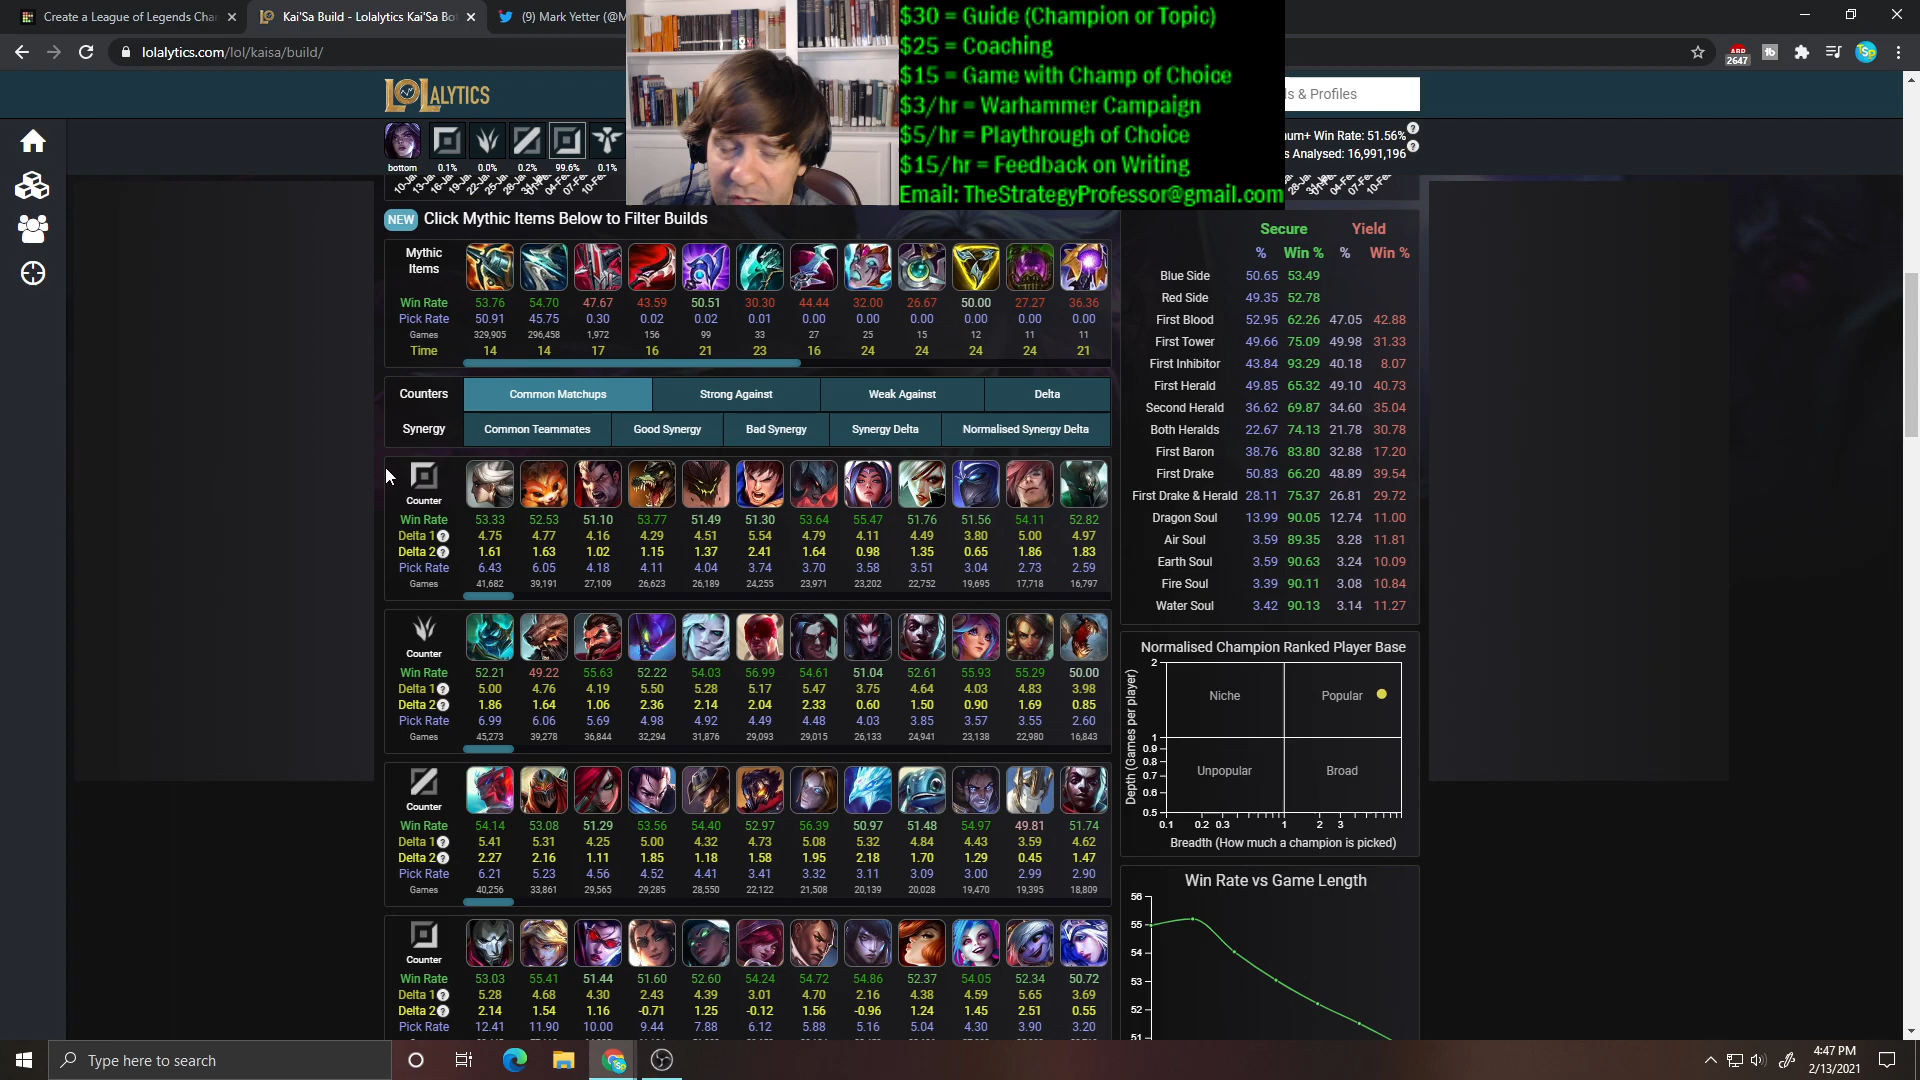 Create a League of Legends Cha
Kai'Sa Build - Lolalytics Kai'Sa Bo
(9) Mark Yetter (@M
lolalytics.com/lol/kaisa/build/
2647
$30 = Guide (Champion or Topic)
$25 = Coaching
$15 = Game with Champ of Choice
$3/hr = Warhammer Campaign
$5/hr = Playthrough of Choice
$15/hr = Feedback on Writing
Email: TheStrategyProfessor@gmail.com
LOLALYTICS
s & Profiles
um+ Win Rate: 51.56%
s Analysed: 16,991,196
bottom 0.1% 0.0% 0.2% 99.6% 0.1%
NEW Click Mythic Items Below to Filter Builds
Mythic Items
Win Rate 53.76 54.70 47.67 43.59 50.51 30.30 44.44 32.00 26.67 50.00 27.27 36.36
Pick Rate 50.91 45.75 0.30 0.02 0.02 0.01 0.00 0.00 0.00 0.00 0.00 0.00
Games 329,905 296,458 1,972 156 99 33 27 25 15 12 11 11
Time 14 14 17 16 21 23 16 24 24 24 24 21
Counters Common Matchups Strong Against Weak Against Delta
Synergy Common Teammates Good Synergy Bad Synergy Synergy Delta Normalised Synergy Delta
Counter
Win Rate 53.33 52.53 51.10 53.77 51.49 51.30 53.64 55.47 51.76 51.56 54.11 52.82
Delta 1 4.75 4.77 4.16 4.29 4.51 5.54 4.79 4.11 4.49 3.80 5.00 4.97
Delta 2 1.61 1.63 1.02 1.15 1.37 2.41 1.64 0.98 1.35 0.65 1.86 1.83
Pick Rate 6.43 6.05 4.18 4.11 4.04 3.74 3.70 3.58 3.51 3.04 2.73 2.59
Games 41,682 39,191 27,109 26,623 26,189 24,255 23,971 23,202 22,752 19,695 17,718 16,797
Counter
Win Rate 52.21 49.22 55.63 52.22 54.03 56.99 54.61 51.04 52.61 55.93 55.29 50.00
Delta 1 5.00 4.76 4.19 5.50 5.28 5.17 5.47 3.75 4.64 4.03 4.83 3.98
Delta 2 1.86 1.64 1.06 2.36 2.14 2.04 2.33 0.60 1.50 0.90 1.69 0.85
Pick Rate 6.99 6.06 5.69 4.98 4.92 4.49 4.48 4.03 3.85 3.57 3.55 2.60
Games 45,273 39,278 36,844 32,294 31,876 29,093 29,015 26,133 24,941 23,138 22,980 16,843
Counter
Win Rate 54.14 53.08 51.29 53.56 54.40 52.97 56.39 50.97 51.48 54.97 49.81 51.74
Delta 1 5.41 5.31 4.25 5.00 4.32 4.73 5.08 5.32 4.84 4.43 3.59 4.62
Delta 2 2.27 2.16 1.11 1.85 1.18 1.58 1.95 2.18 1.70 1.29 0.45 1.47
Pick Rate 6.21 5.23 4.56 4.52 4.41 3.41 3.32 3.11 3.09 3.00 2.99 2.90
Games 40,256 33,861 29,565 29,285 28,550 22,122 21,508 20,139 20,028 19,470 19,395 18,809
Counter
Win Rate 53.03 55.41 51.44 51.60 52.60 54.24 54.72 54.86 52.37 54.05 52.34 50.72
Delta 1 5.28 4.68 4.30 2.43 4.39 3.01 4.70 2.16 4.38 4.59 5.65 3.69
Delta 2 2.14 1.54 1.16 -0.71 1.25 -0.12 1.56 -0.96 1.24 1.45 2.51 0.55
Pick Rate 12.41 11.90 10.00 9.44 7.88 6.12 5.88 5.16 5.04 4.30 3.90 3.20
Secure Yield
% Win % % Win %
Blue Side 50.65 53.49
Red Side 49.35 52.78
First Blood 52.95 62.26 47.05 42.88
First Tower 49.66 75.09 49.98 31.33
First Inhibitor 43.84 93.29 40.18 8.07
First Herald 49.85 65.32 49.10 40.73
Second Herald 36.62 69.87 34.60 35.04
Both Heralds 22.67 74.13 21.78 30.78
First Baron 38.76 83.80 32.88 17.20
First Drake 50.83 66.20 48.89 39.54
First Drake & Herald 28.11 75.37 26.81 29.72
Dragon Soul 13.99 90.05 12.74 11.00
Air Soul 3.59 89.35 3.28 11.81
Earth Soul 3.59 90.63 3.24 10.09
Fire Soul 3.39 90.11 3.08 10.84
Water Soul 3.42 90.13 3.14 11.27
Normalised Champion Ranked Player Base
Depth (Games per player)
2
Niche Popular
1
0.9
0.8
0.7
Unpopular Broad
0.6
0.5
0.1 0.2 0.3 1 2 3
Breadth (How much a champion is picked)
Win Rate vs Game Length
56
55
54
53
52
51
Type here to search
4:47 PM
2/13/2021